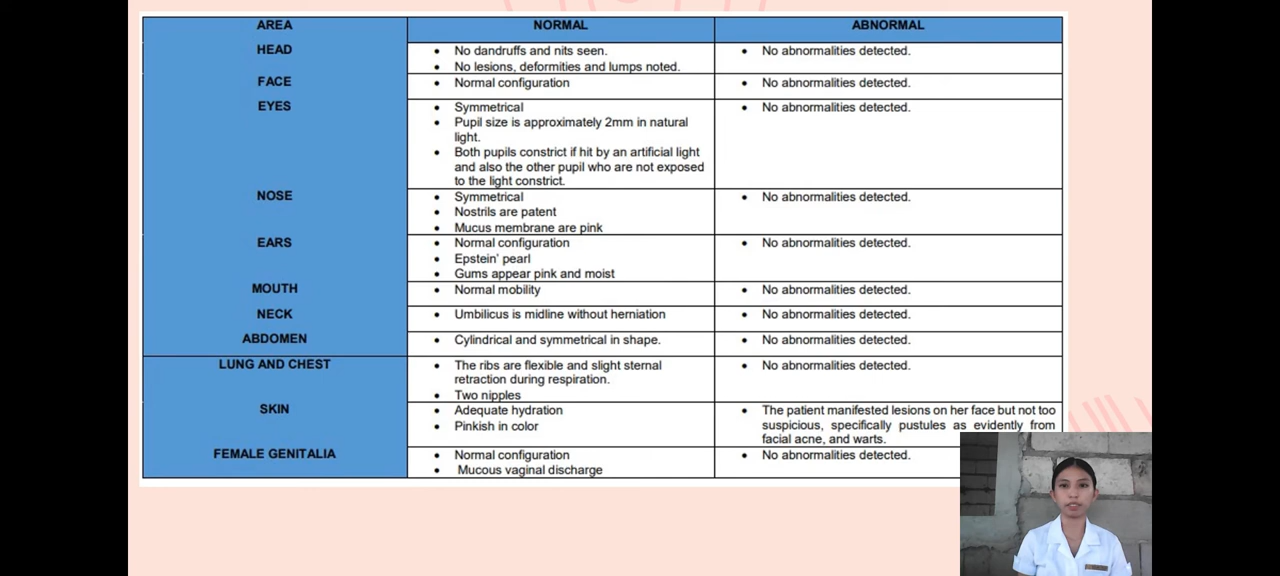 AREA NORMAL ABNORMAL
HEAD
• No dandruffs and nits seen.
• No lesions, deformities and lumps noted.
• No abnormalities detected.
FACE
• Normal configuration
• No abnormalities detected.
EYES
• Symmetrical
• Pupil size is approximately 2mm in natural
light.
• Both pupils constrict if hit by an artificial light
and also the other pupil who are not exposed
to the light constrict.
• No abnormalities detected.
NOSE
• Symmetrical
• Nostrils are patent
• Mucus membrane are pink
• No abnormalities detected.
EARS
• Normal configuration
• Epstein' pearl
• Gums appear pink and moist
• No abnormalities detected.
MOUTH
• Normal mobility
• No abnormalities detected.
NECK
• Umbilicus is midline without herniation
• No abnormalities detected.
ABDOMEN
• Cylindrical and symmetrical in shape.
• No abnormalities detected.
LUNG AND CHEST
• The ribs are flexible and slight sternal
retraction during respiration.
• Two nipples
• No abnormalities detected.
SKIN
• Adequate hydration
• Pinkish in color
• The patient manifested lesions on her face but not too
suspicious, specifically pustules as evidently from
facial acne, and warts.
FEMALE GENITALIA
• Normal configuration
• Mucous vaginal discharge
• No abnormalities detected.